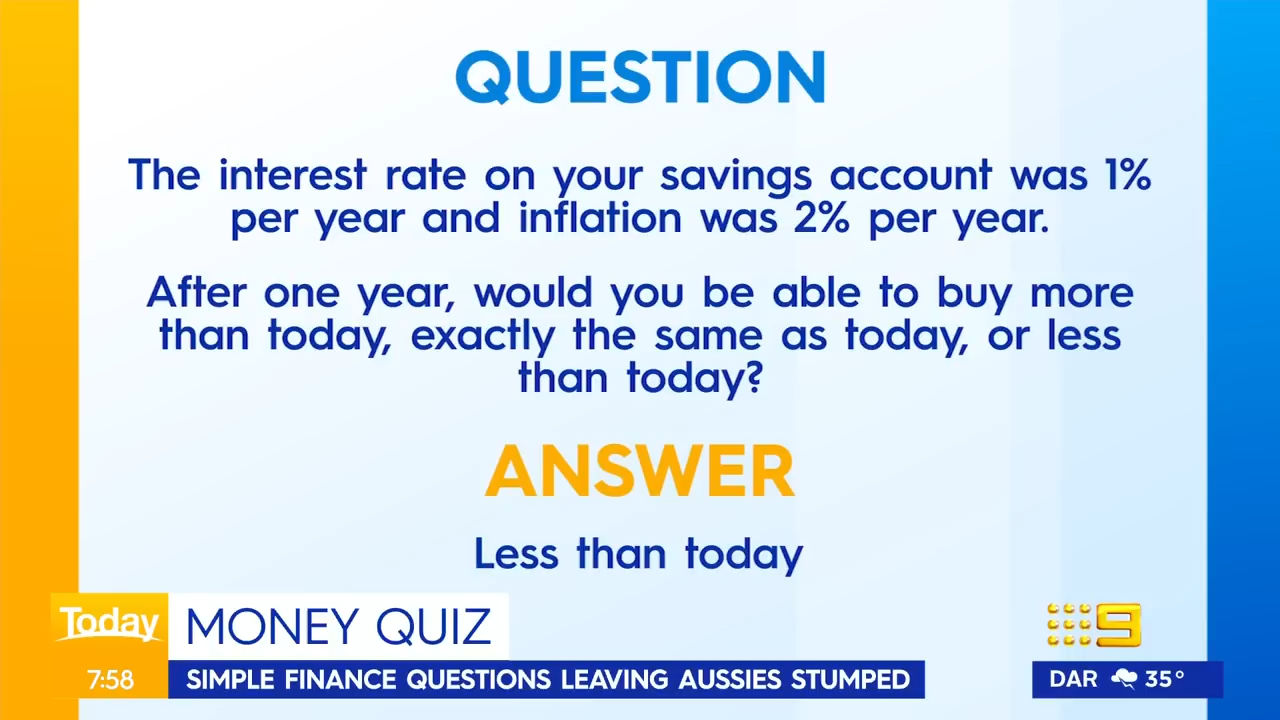 QUESTION
The interest rate on your savings account was 1%
per year and inflation was 2% per year.
After one year, would you be able to buy more
than today, exactly the same as today, or less
than today?
ANSWER
Less than today
Today
MONEY QUIZ
9
7:58
SIMPLE FINANCE QUESTIONS LEAVING AUSSIES STUMPED
DAR 35°